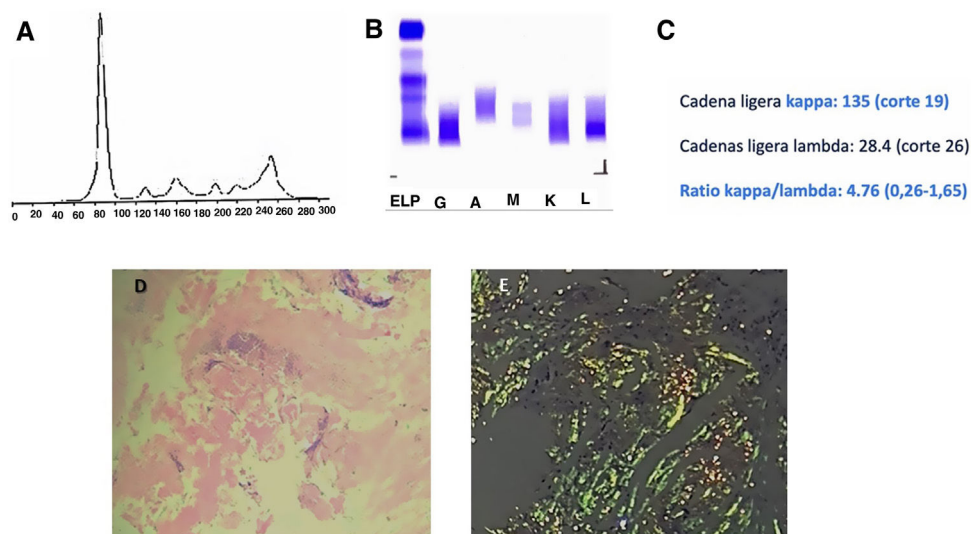 A
B
C
0 20 40 60 80 100 120 140 160 180 200 220 240 260 280 300
ELP G A M K L
Cadena ligera kappa: 135 (corte 19)
Cadenas ligera lambda: 28.4 (corte 26)
Ratio kappa/lambda: 4.76 (0,26-1,65)
D
E